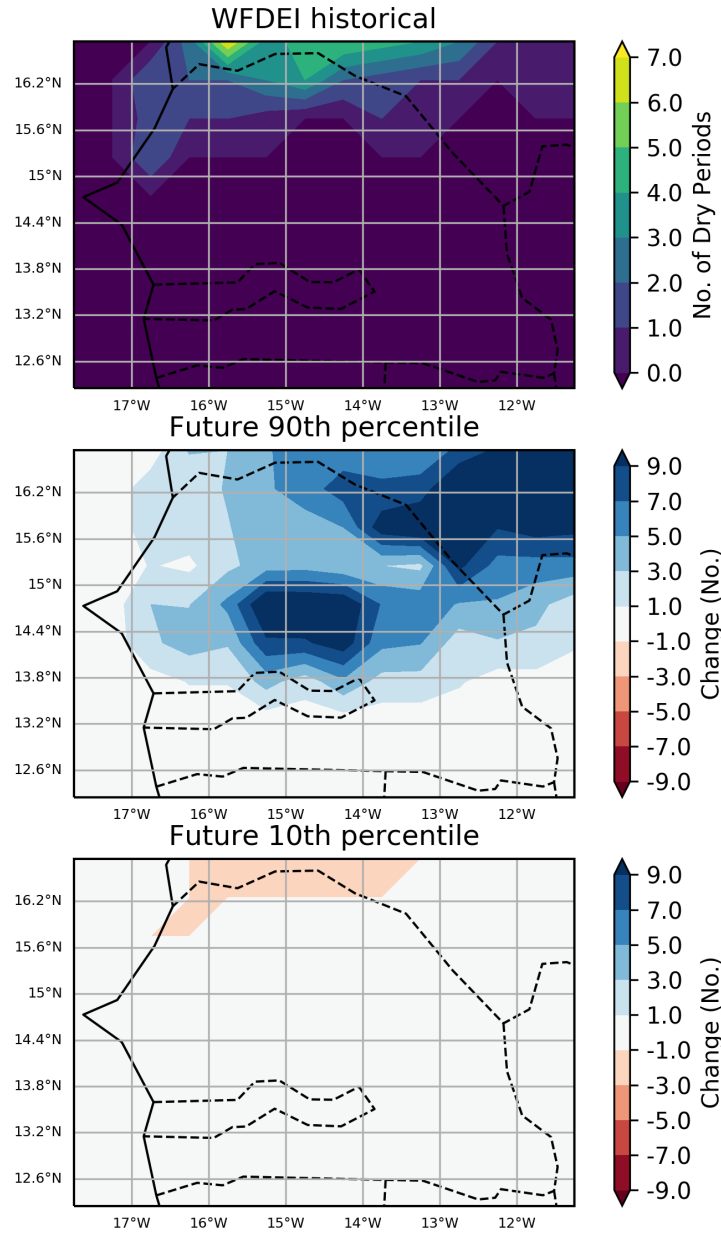 WFDEI historical
16.2°N
15.6°N
15°N
14.4°N
13.8°N
13.2°N
12.6°N
17°W 16°W 15°W 14°W 13°W 12°W
7.0
6.0
5.0
4.0
3.0
2.0
1.0
0.0
No. of Dry Periods
Future 90th percentile
16.2°N
15.6°N
15°N
14.4°N
13.8°N
13.2°N
12.6°N
17°W 16°W 15°W 14°W 13°W 12°W
9.0
7.0
5.0
3.0
1.0
-1.0
-3.0
-5.0
-7.0
-9.0
Change (No.)
Future 10th percentile
16.2°N
15.6°N
15°N
14.4°N
13.8°N
13.2°N
12.6°N
17°W 16°W 15°W 14°W 13°W 12°W
9.0
7.0
5.0
3.0
1.0
-1.0
-3.0
-5.0
-7.0
-9.0
Change (No.)